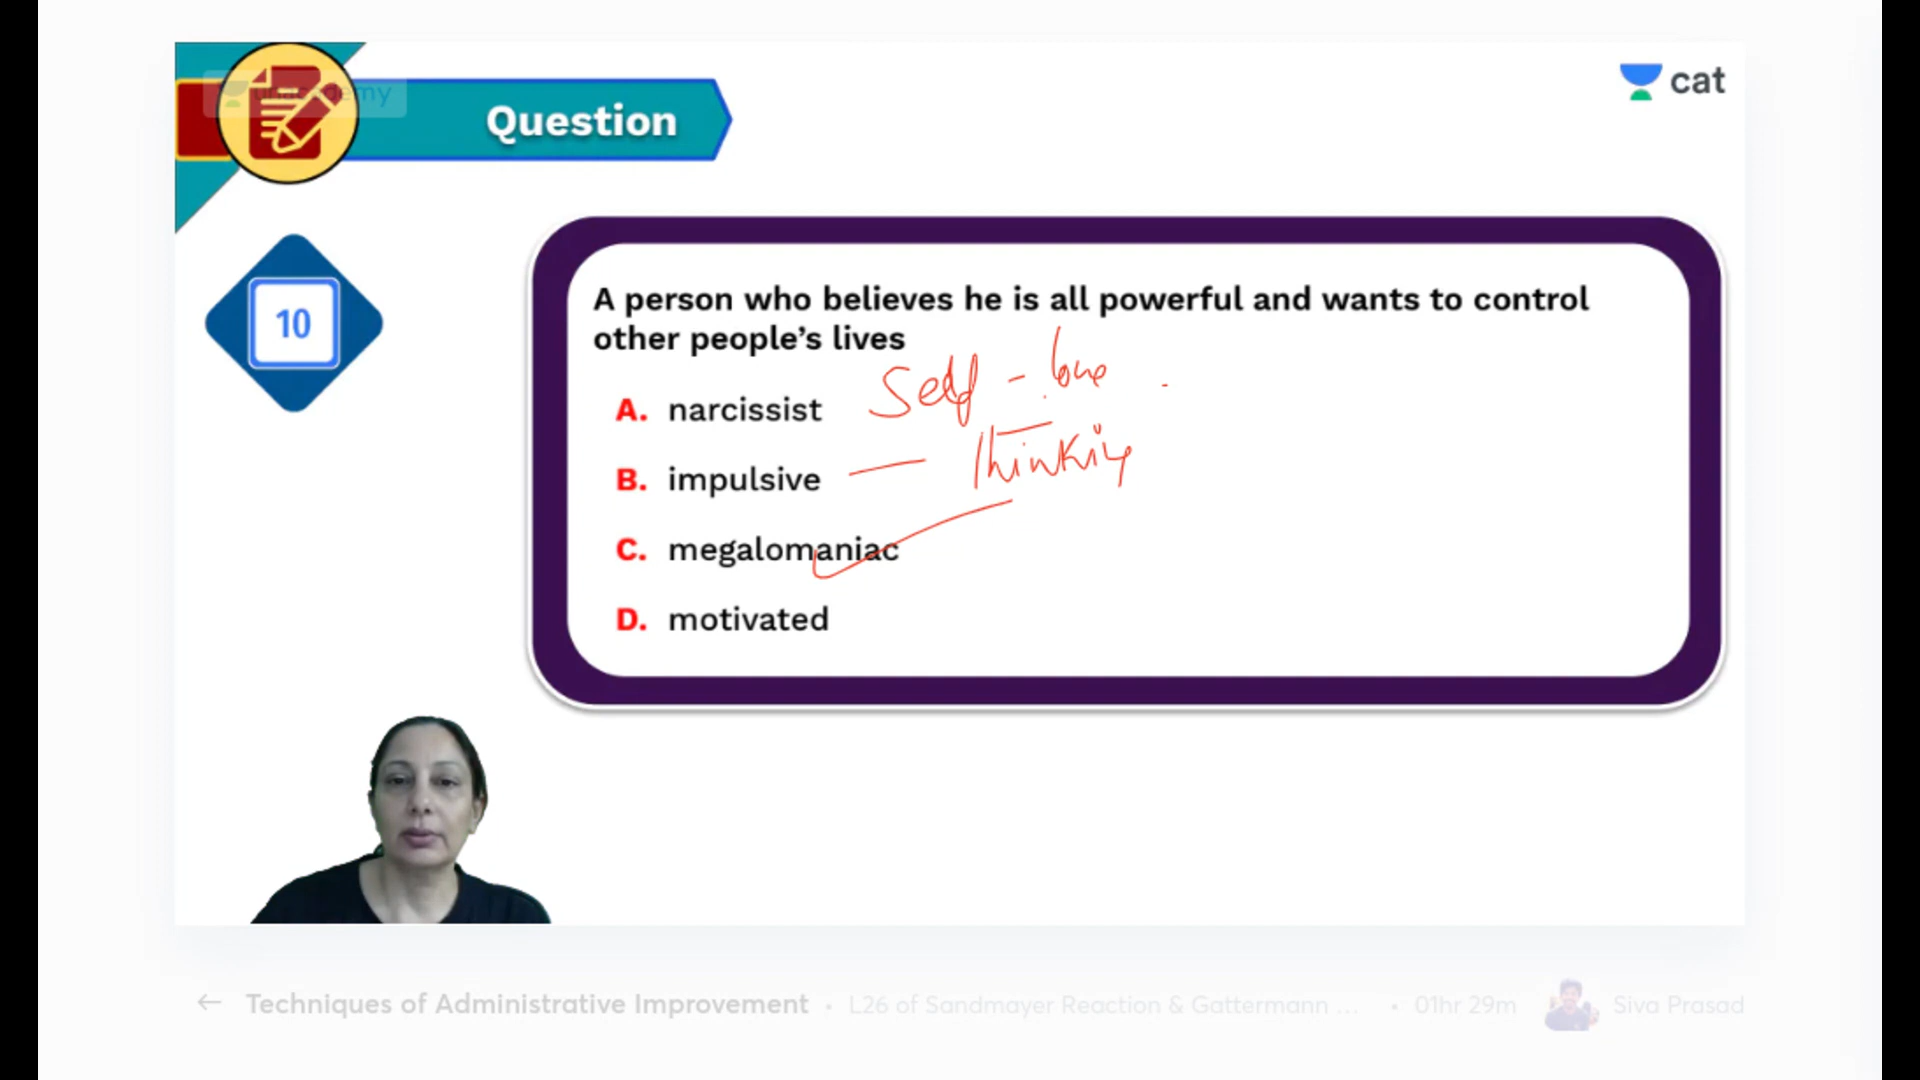 unacademy
Question
cat
10
A person who believes he is all powerful and wants to control
other people's lives
Self - love
A. narcissist
B. impulsive — thinking
C. megalomaniac
D. motivated
← Techniques of Administrative Improvement • L26 of Sandmayer Reaction & Gattermann ... • 01hr 29m Siva Prasad